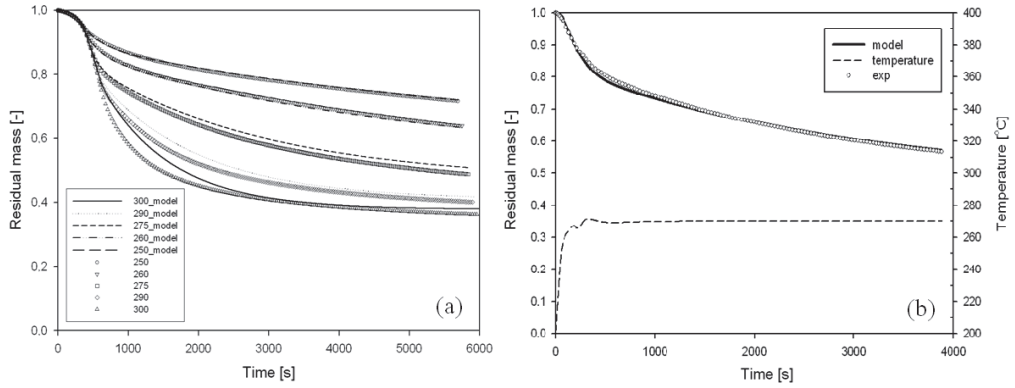 1.0
0.8
0.6
0.4
0.2
0.0
Residual mass [-]
300_model
290_model
275_model
260_model
250_model
250
260
275
290
300
(a)
0 1000 2000 3000 4000 5000 6000
Time [s]
1.0
0.9
0.8
0.7
0.6
0.5
0.4
0.3
0.2
0.1
0.0
Residual mass [-]
model
temperature
exp
(b)
400
380
360
340
320
300
280
260
240
220
200
Temperature [°C]
0 1000 2000 3000 4000
Time [s]